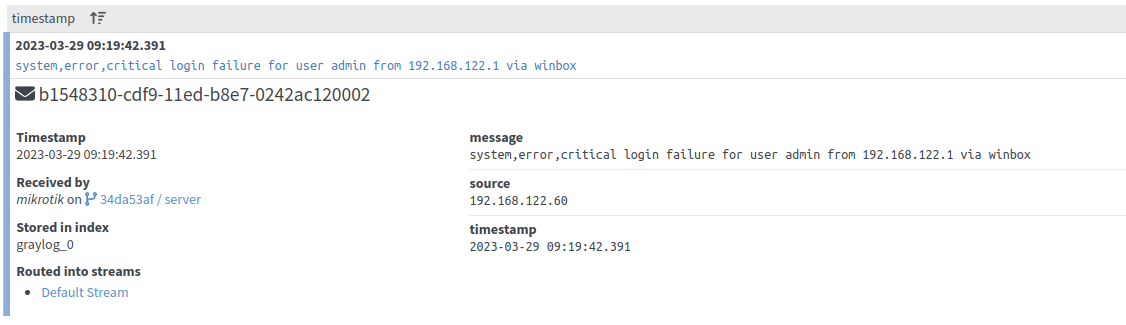 timestamp
2023-03-29 09:19:42.391
system,error,critical login failure for user admin from 192.168.122.1 via winbox
b1548310-cdf9-11ed-b8e7-0242ac120002
Timestamp
2023-03-29 09:19:42.391
Received by
mikrotik on 34da53af / server
Stored in index
graylog_0
Routed into streams
Default Stream
message
system,error,critical login failure for user admin from 192.168.122.1 via winbox
source
192.168.122.60
timestamp
2023-03-29 09:19:42.391